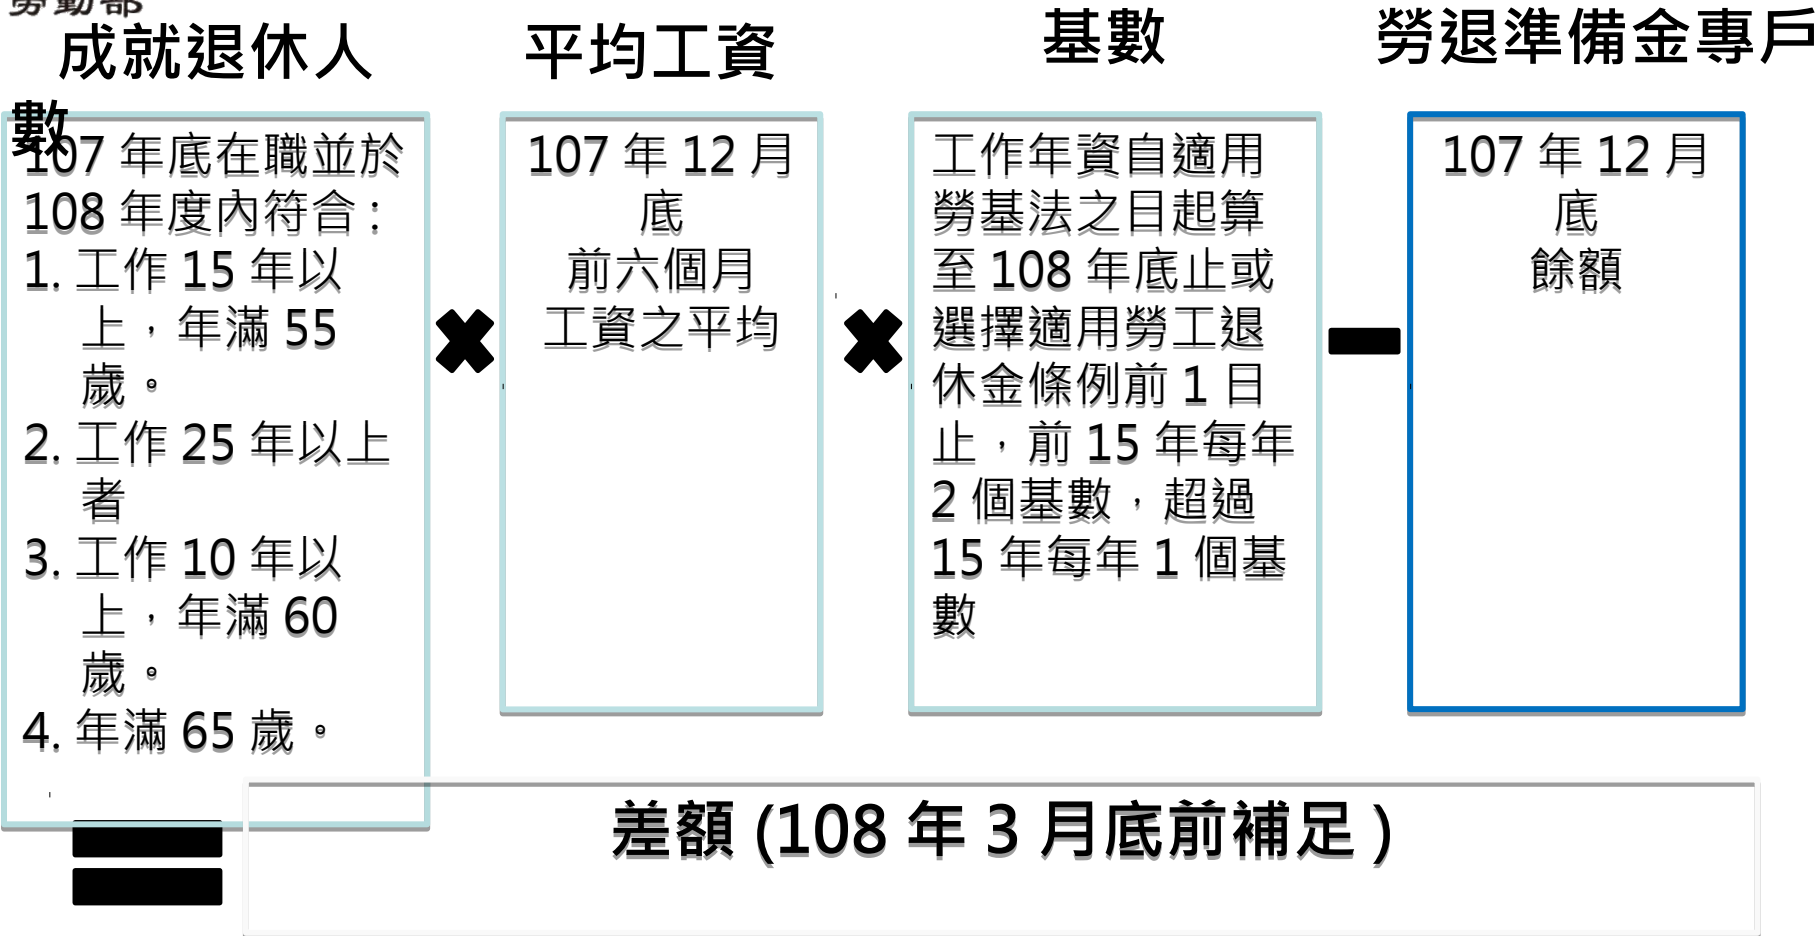 勞動部
成就退休人
數
平均工資
基數
勞退準備金專戶
107 年底在職並於
108 年度內符合：
1. 工作 15 年以
上，年滿 55
歲。
2. 工作 25 年以上
者
3. 工作 10 年以
上，年滿 60
歲。
4. 年滿 65 歲。
107 年 12 月
底
前六個月
工資之平均
工作年資自適用
勞基法之日起算
至 108 年底止或
選擇適用勞工退
休金條例前 1 日
止，前 15 年每年
2 個基數，超過
15 年每年 1 個基
數
107 年 12 月
底
餘額
差額 (108 年 3 月底前補足 )